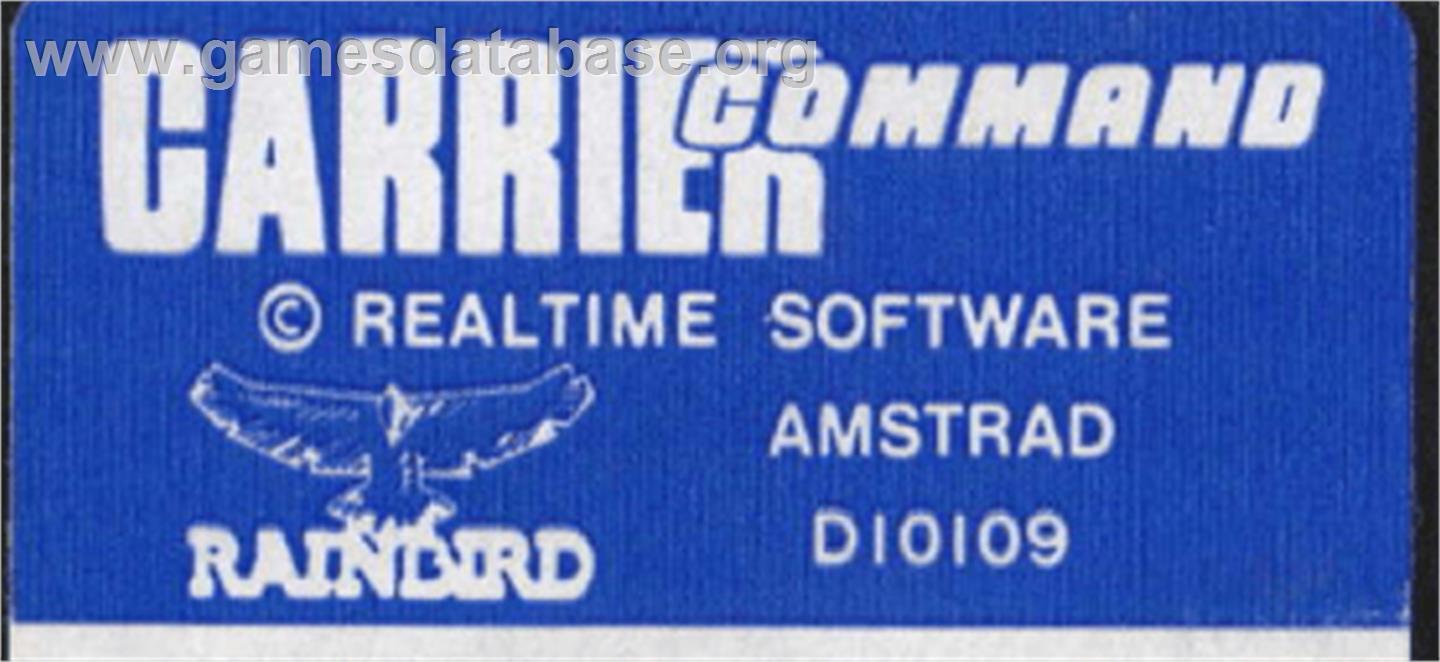 www.gamesdatabase.org
CARRIER COMMAND
© REALTIME SOFTWARE
AMSTRAD
D10109
RAINBIRD